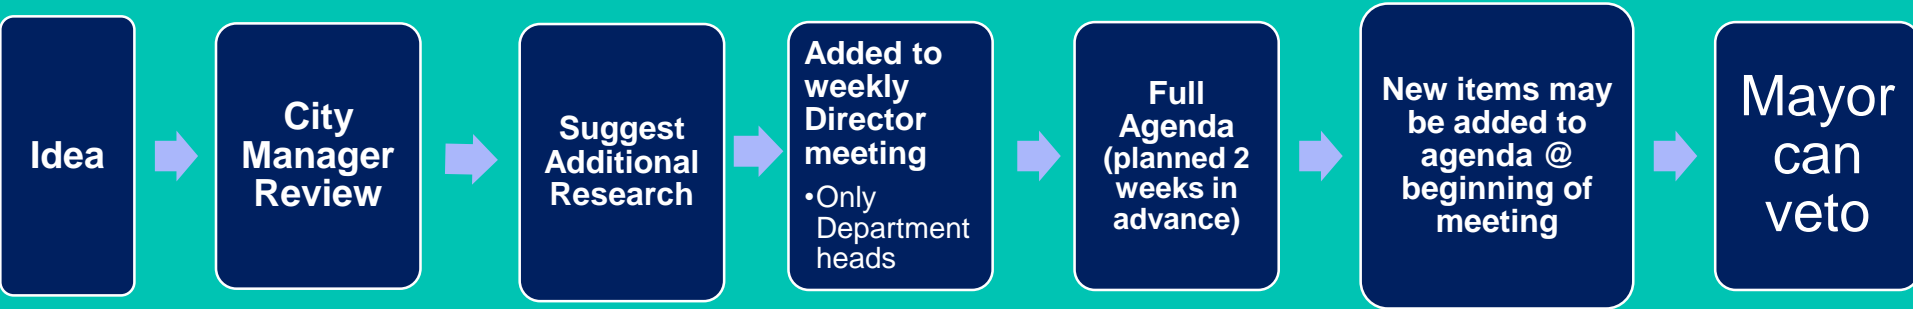 Idea
City
Manager
Review
Suggest
Additional
Research
Added to
weekly
Director
meeting
•Only
Department
heads
Full
Agenda
(planned 2
weeks in
advance)
New items may
be added to
agenda @
beginning of
meeting
Mayor
can
veto